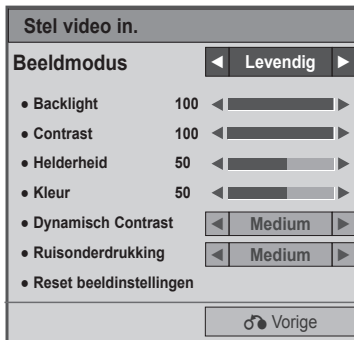 Stel video in.
Beeldmodus ◀ Levendig ▶
● Backlight 100
● Contrast 100
● Helderheid 50
● Kleur 50
● Dynamisch Contrast ◀ Medium ▶
● Ruisonderdrukking ◀ Medium ▶
● Reset beeldinstellingen
Vorige